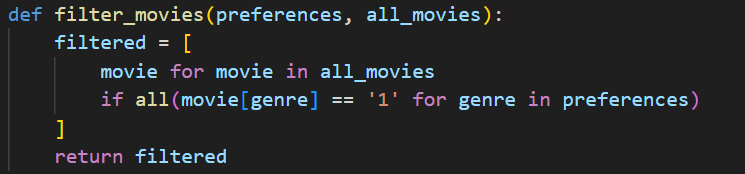 def filter_movies(preferences, all_movies):
    filtered = [
        movie for movie in all_movies
        if all(movie[genre] == '1' for genre in preferences)
    ]
    return filtered